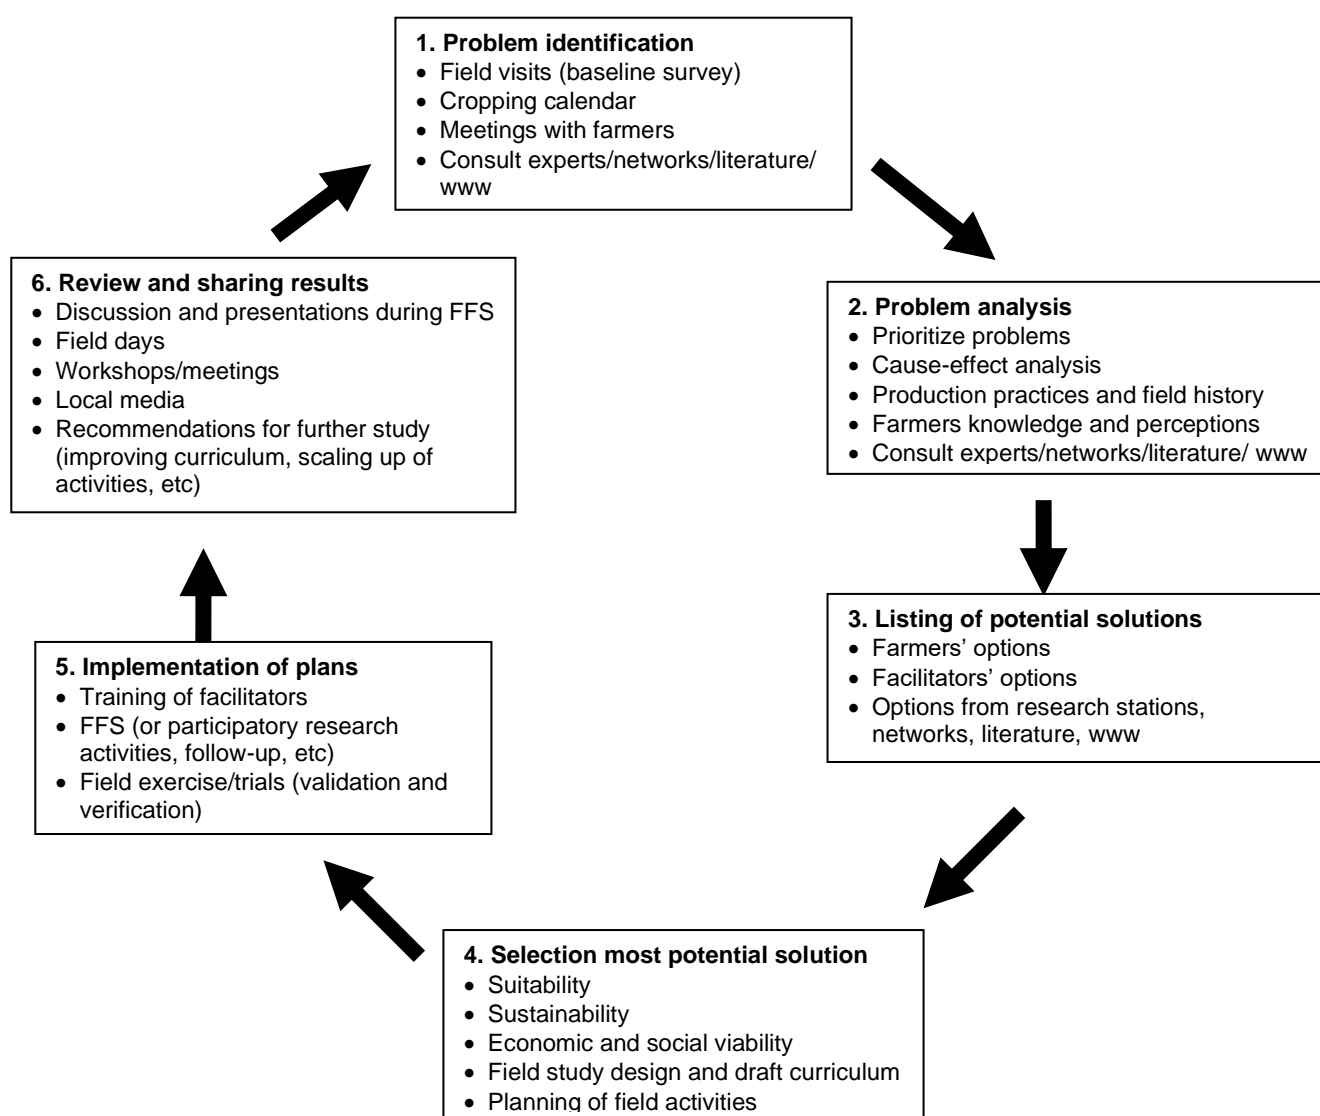 1. Problem identification
• Field visits (baseline survey)
• Cropping calendar
• Meetings with farmers
• Consult experts/networks/literature/
www
2. Problem analysis
• Prioritize problems
• Cause-effect analysis
• Production practices and field history
• Farmers knowledge and perceptions
• Consult experts/networks/literature/ www
3. Listing of potential solutions
• Farmers’ options
• Facilitators’ options
• Options from research stations,
networks, literature, www
4. Selection most potential solution
• Suitability
• Sustainability
• Economic and social viability
• Field study design and draft curriculum
• Planning of field activities
5. Implementation of plans
• Training of facilitators
• FFS (or participatory research
activities, follow-up, etc)
• Field exercise/trials (validation and
verification)
6. Review and sharing results
• Discussion and presentations during FFS
• Field days
• Workshops/meetings
• Local media
• Recommendations for further study
(improving curriculum, scaling up of
activities, etc)